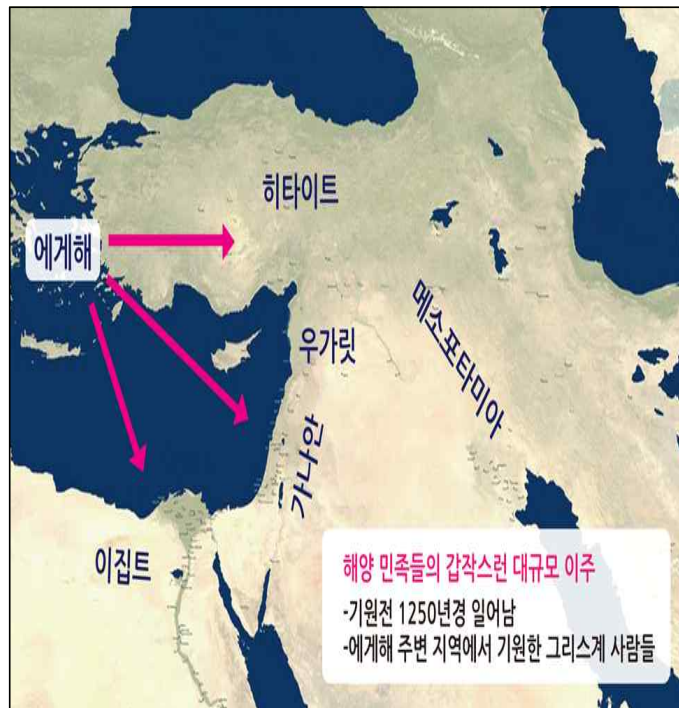 히타이트
에게해
메소포타미아
우가릿
가나안
이집트
해양 민족들의 갑작스런 대규모 이주
-기원전 1250년경 일어남
-에게해 주변 지역에서 기원한 그리스계 사람들